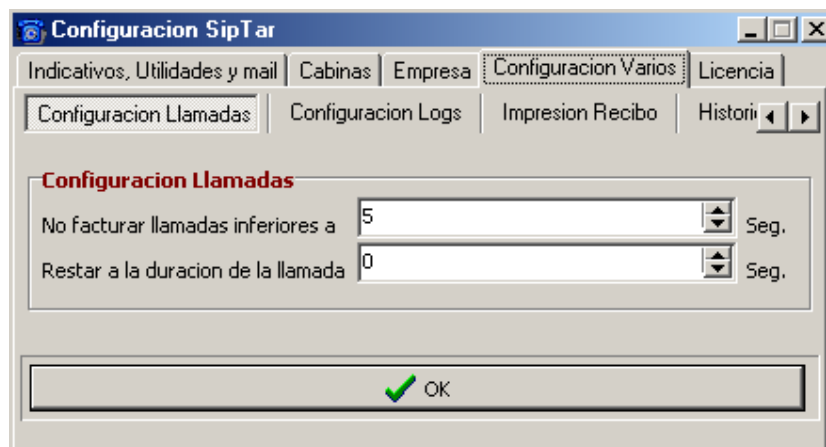 Configuracion SipTar
Indicativos, Utilidades y mail Cabinas Empresa Configuracion Varios Licencia
Configuracion Llamadas Configuracion Logs Impresion Recibo Histori
Configuracion Llamadas
No facturar llamadas inferiores a 5 Seg.
Restar a la duracion de la llamada 0 Seg.
OK